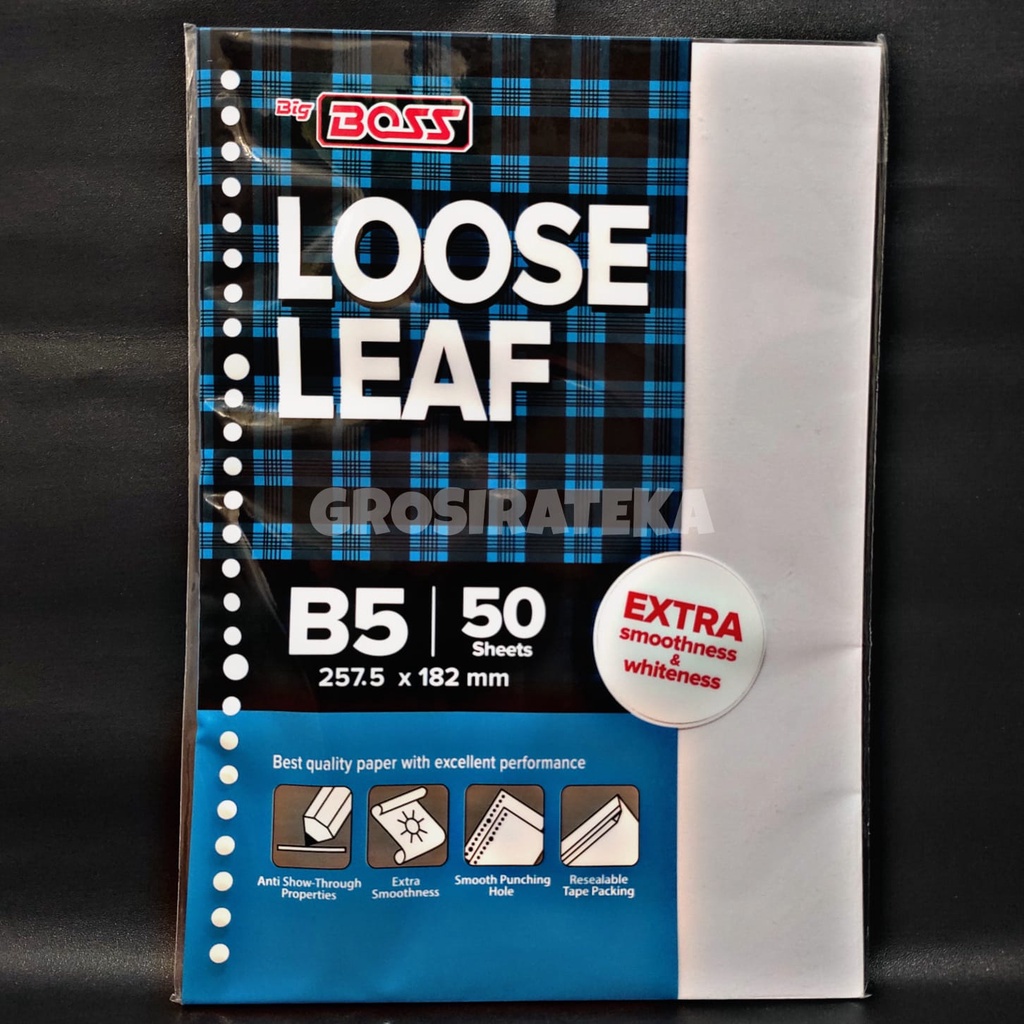 Big BOSS
LOOSE
LEAF
GROSIRATEKA
B5 | 50
Sheets
257.5 x 182 mm
EXTRA
smoothness
&
whiteness
Best quality paper with excellent performance
Anti Show-Through
Properties
Extra
Smoothness
Smooth Punching
Hole
Resealable
Tape Packing